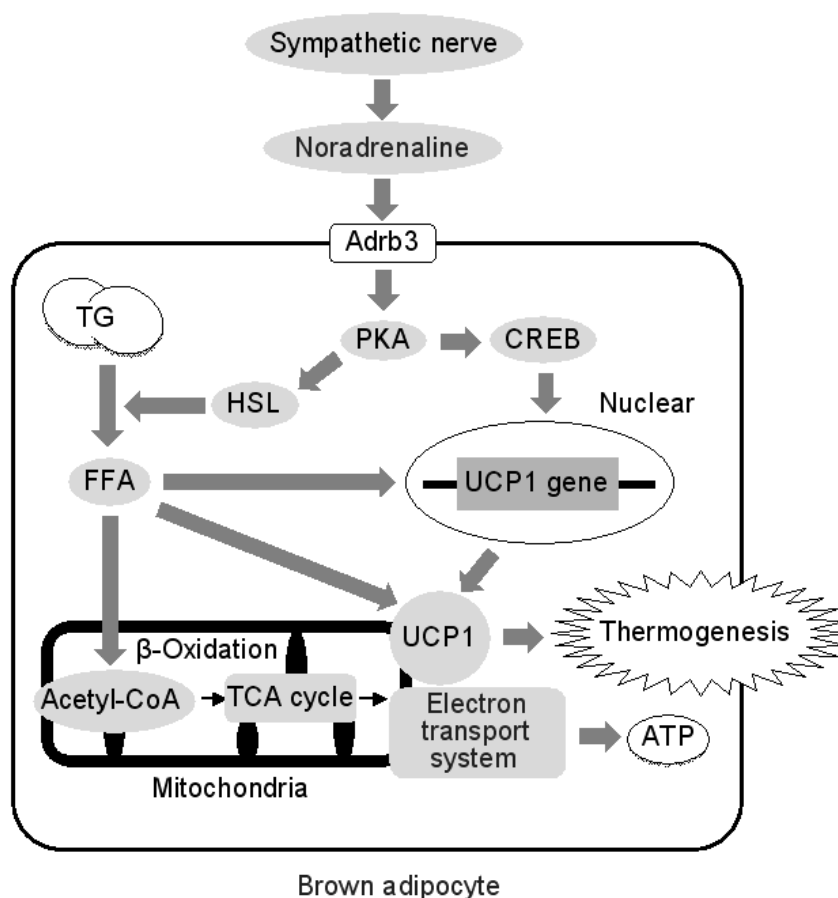 Sympathetic nerve
Noradrenaline
Adrb3
TG
PKA
CREB
HSL
Nuclear
FFA
UCP1 gene
UCP1
Thermogenesis
β-Oxidation
Acetyl-CoA
TCA cycle
Electron
transport
system
ATP
Mitochondria
Brown adipocyte